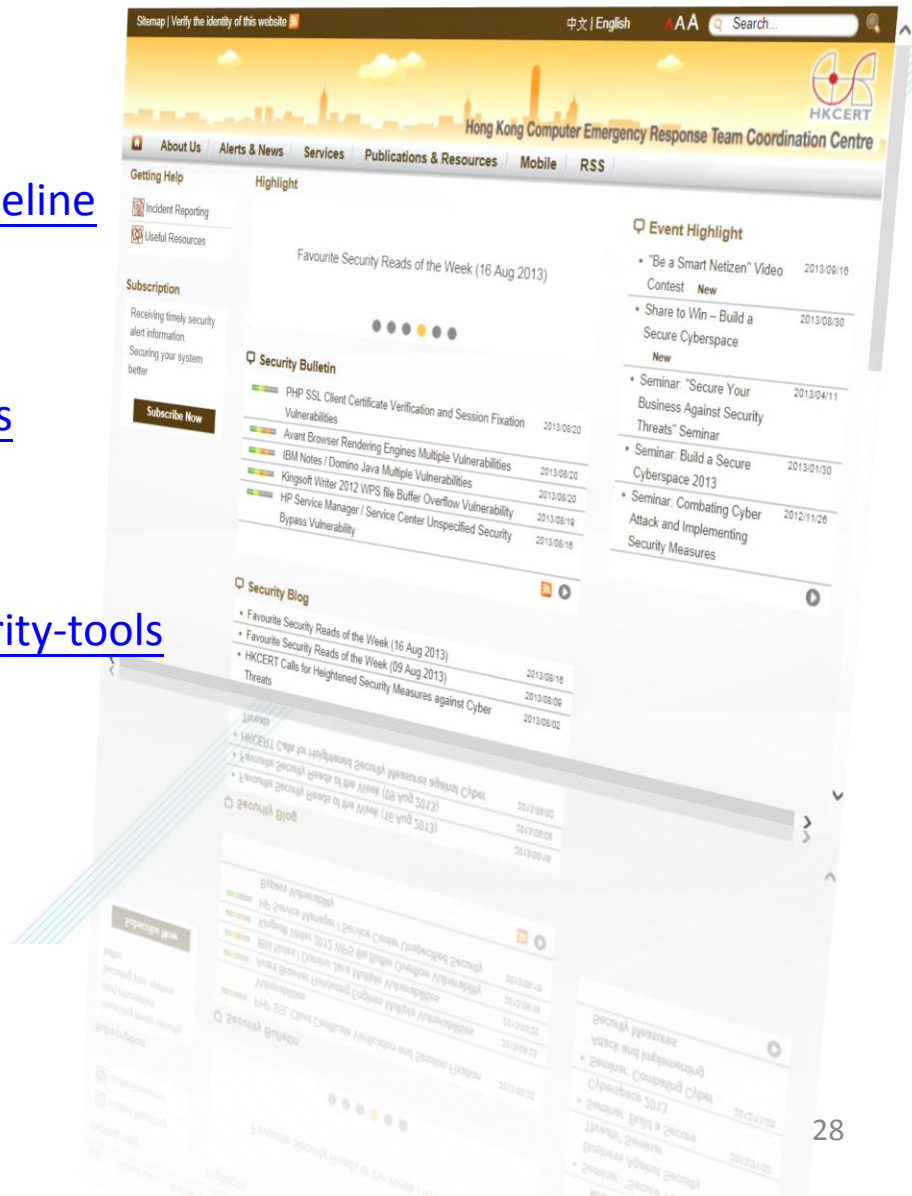 Sitemap | Verify the identity of this website
中文 | English
A A A
Search...
HKCERT
Hong Kong Computer Emergency Response Team Coordination Centre
About Us Alerts & News Services Publications & Resources Mobile RSS
eline
s
rity-tools
Getting Help
Incident Reporting
Useful Resources
Subscription
Receiving timely security
alert information.
Securing your system
better
Subscribe Now
Highlight
Favourite Security Reads of the Week (16 Aug 2013)
Security Bulletin
PHP SSL Client Certificate Verification and Session Fixation
Vulnerabilities 2013/08/20
Avant Browser Rendering Engines Multiple Vulnerabilities 2013/08/20
IBM Notes / Domino Java Multiple Vulnerabilities 2013/08/20
Kingsoft Writer 2012 WPS file Buffer Overflow Vulnerability 2013/08/19
HP Service Manager / Service Center Unspecified Security
Bypass Vulnerability 2013/08/16
Security Blog
• Favourite Security Reads of the Week (16 Aug 2013) 2013/08/16
• Favourite Security Reads of the Week (09 Aug 2013) 2013/08/09
• HKCERT Calls for Heightened Security Measures against Cyber
Threats 2013/08/02
Event Highlight
• "Be a Smart Netizen" Video 2013/09/16
Contest New
• Share to Win – Build a 2013/08/30
Secure Cyberspace
New
• Seminar: "Secure Your 2013/04/11
Business Against Security
Threats" Seminar
• Seminar: Build a Secure 2013/01/30
Cyberspace 2013
• Seminar: Combating Cyber 2012/11/26
Attack and Implementing
Security Measures
28